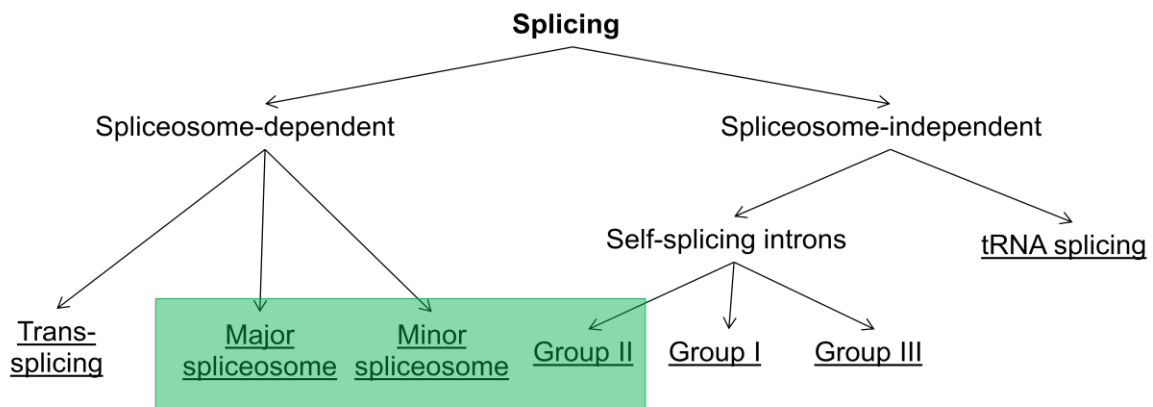 Splicing
Spliceosome-dependent
Spliceosome-independent
Self-splicing introns
tRNA splicing
Trans-
splicing
Major
spliceosome
Minor
spliceosome
Group II
Group I
Group III